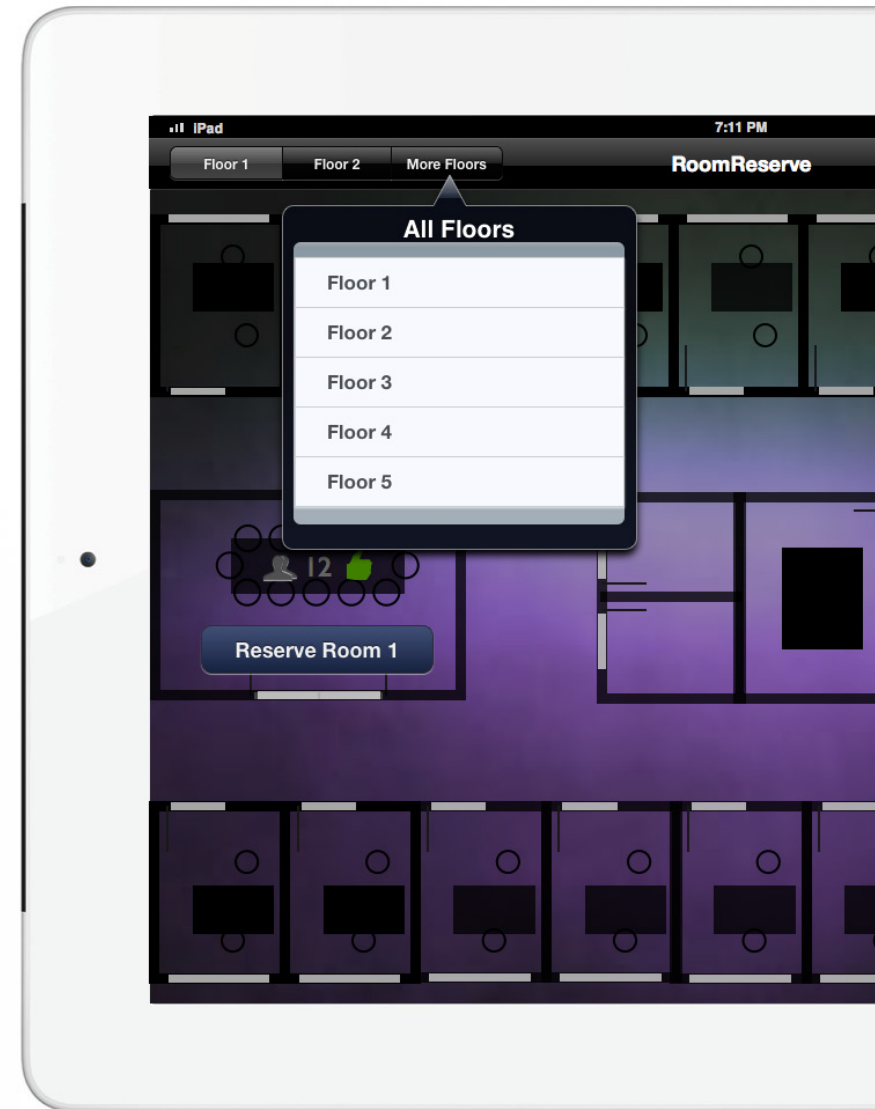 iPad
7:11 PM
Floor 1
Floor 2
More Floors
RoomReserve
All Floors
Floor 1
Floor 2
Floor 3
Floor 4
Floor 5
12
Reserve Room 1